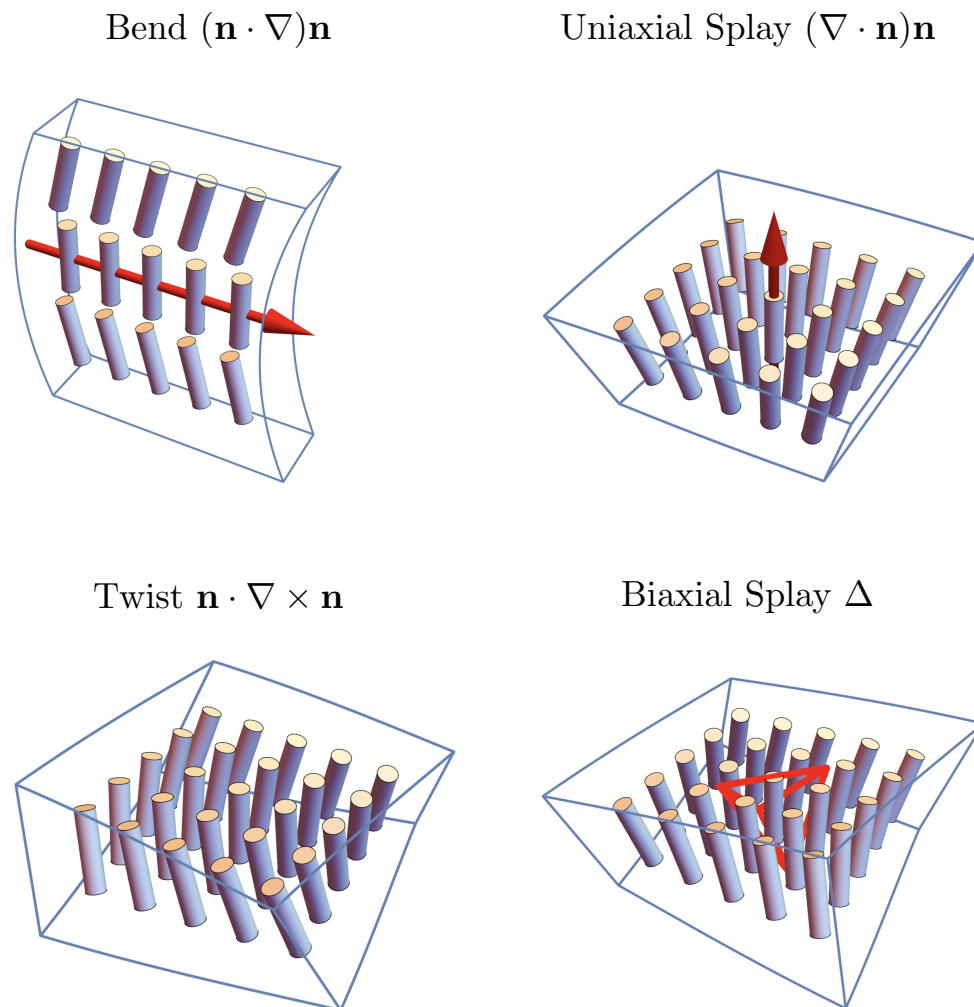 Bend (n · ∇)n
Uniaxial Splay (∇ · n)n
Twist n · ∇ × n
Biaxial Splay Δ